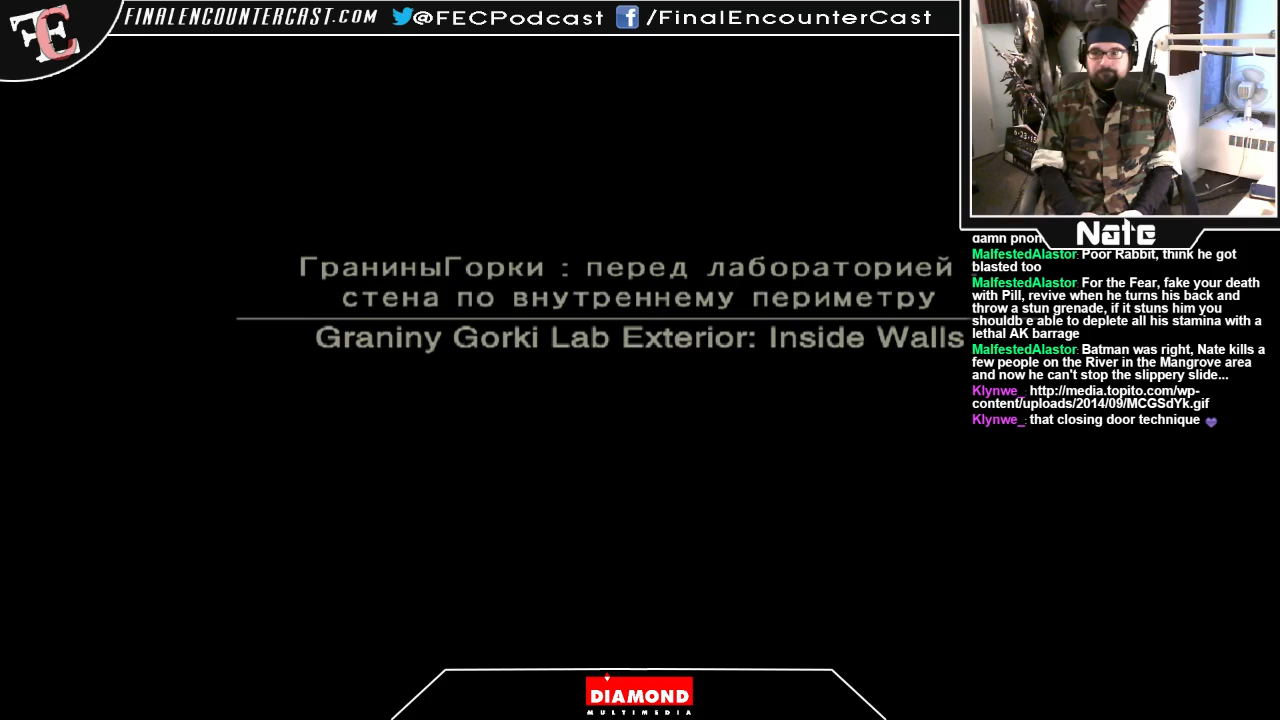 FINALENCOUNTERCAST.COM @FECPodcast /FinalEncounterCast
FEC
Nate
ГраниныГорки : перед лабораторией
стена по внутреннему периметру
Graniny Gorki Lab Exterior: Inside Walls
damn phon
MalfestedAlastor: Poor Rabbit, think he got
blasted too
MalfestedAlastor: For the Fear, fake your death
with Pill, revive when he turns his back and
throw a stun grenade, if it stuns him you
shouldb e able to deplete all his stamina with a
lethal AK barrage
MalfestedAlastor: Batman was right, Nate kills a
few people on the River in the Mangrove area
and now he can't stop the slippery slide...
Klynwe_: http://media.topito.com/wp-
content/uploads/2014/09/MCGSdYk.gif
Klynwe_: that closing door technique
DIAMOND
MULTIMEDIA